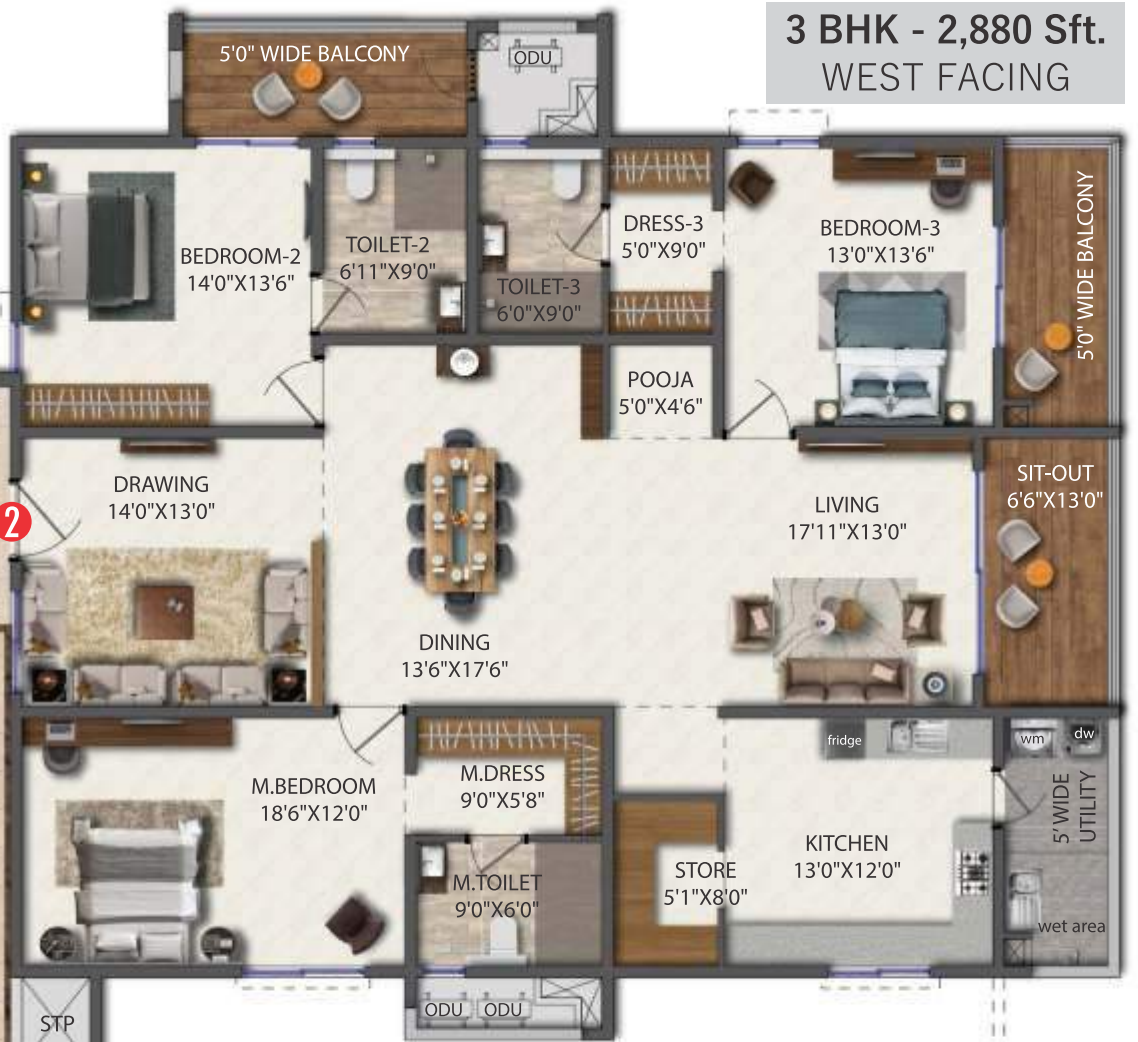 3 BHK - 2,880 Sft.
WEST FACING
5'0" WIDE BALCONY
ODU
BEDROOM-2
14'0"X13'6"
TOILET-2
6'11"X9'0"
TOILET-3
6'0"X9'0"
DRESS-3
5'0"X9'0"
BEDROOM-3
13'0"X13'6"
5'0" WIDE BALCONY
POOJA
5'0"X4'6"
DRAWING
14'0"X13'0"
2
LIVING
17'11"X13'0"
SIT-OUT
6'6"X13'0"
DINING
13'6"X17'6"
M.BEDROOM
18'6"X12'0"
M.DRESS
9'0"X5'8"
fridge
wm
dw
5' WIDE
UTILITY
KITCHEN
13'0"X12'0"
STORE
5'1"X8'0"
M.TOILET
9'0"X6'0"
wet area
ODU
ODU
STP